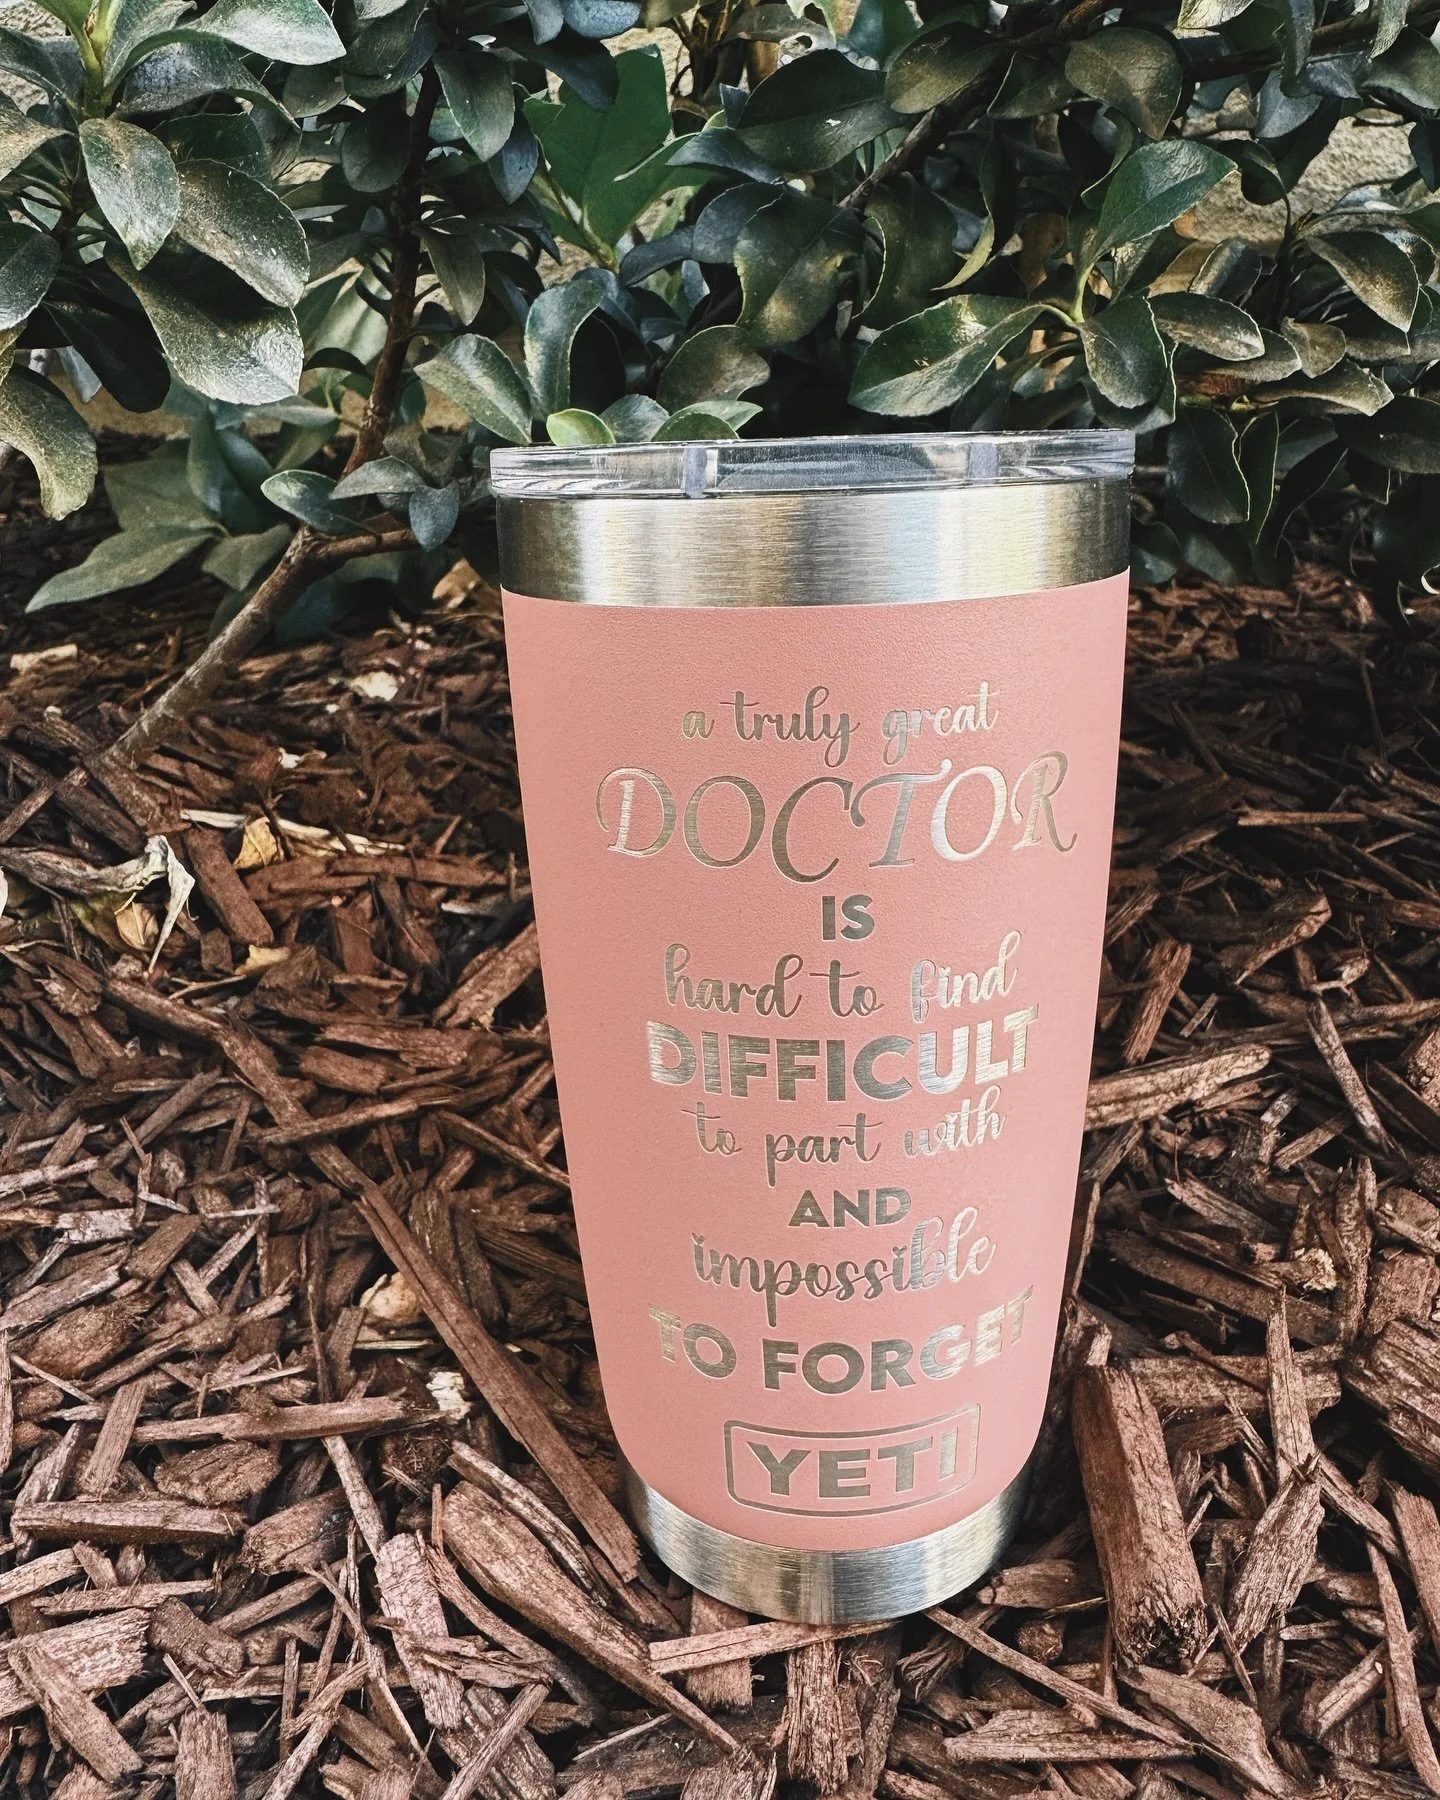 a truly great
DOCTOR
IS
hard to find
DIFFICULT
to part with
AND
impossible
TO FORGET
YETI